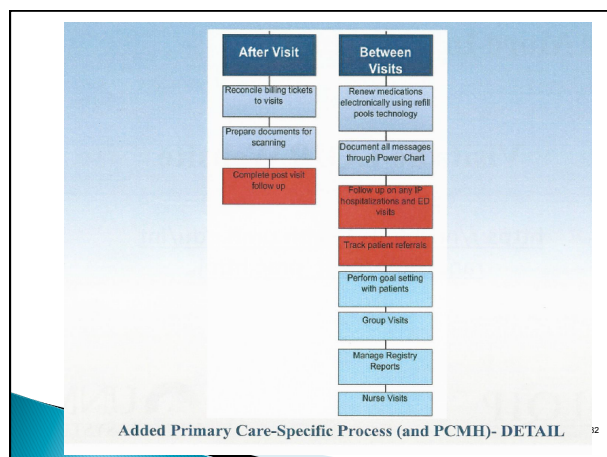 After Visit
Reconcile billing tickets
to visits
Prepare documents for
scanning
Complete post visit
follow up
Between
Visits
Renew medications
electronically using refill
pools technology
Document all messages
through Power Chart
Follow up on any IP
hospitalizations and ED
visits
Track patient referrals
Perform goal setting
with patients
Group Visits
Manage Registry
Reports
Nurse Visits
Added Primary Care-Specific Process (and PCMH)- DETAIL